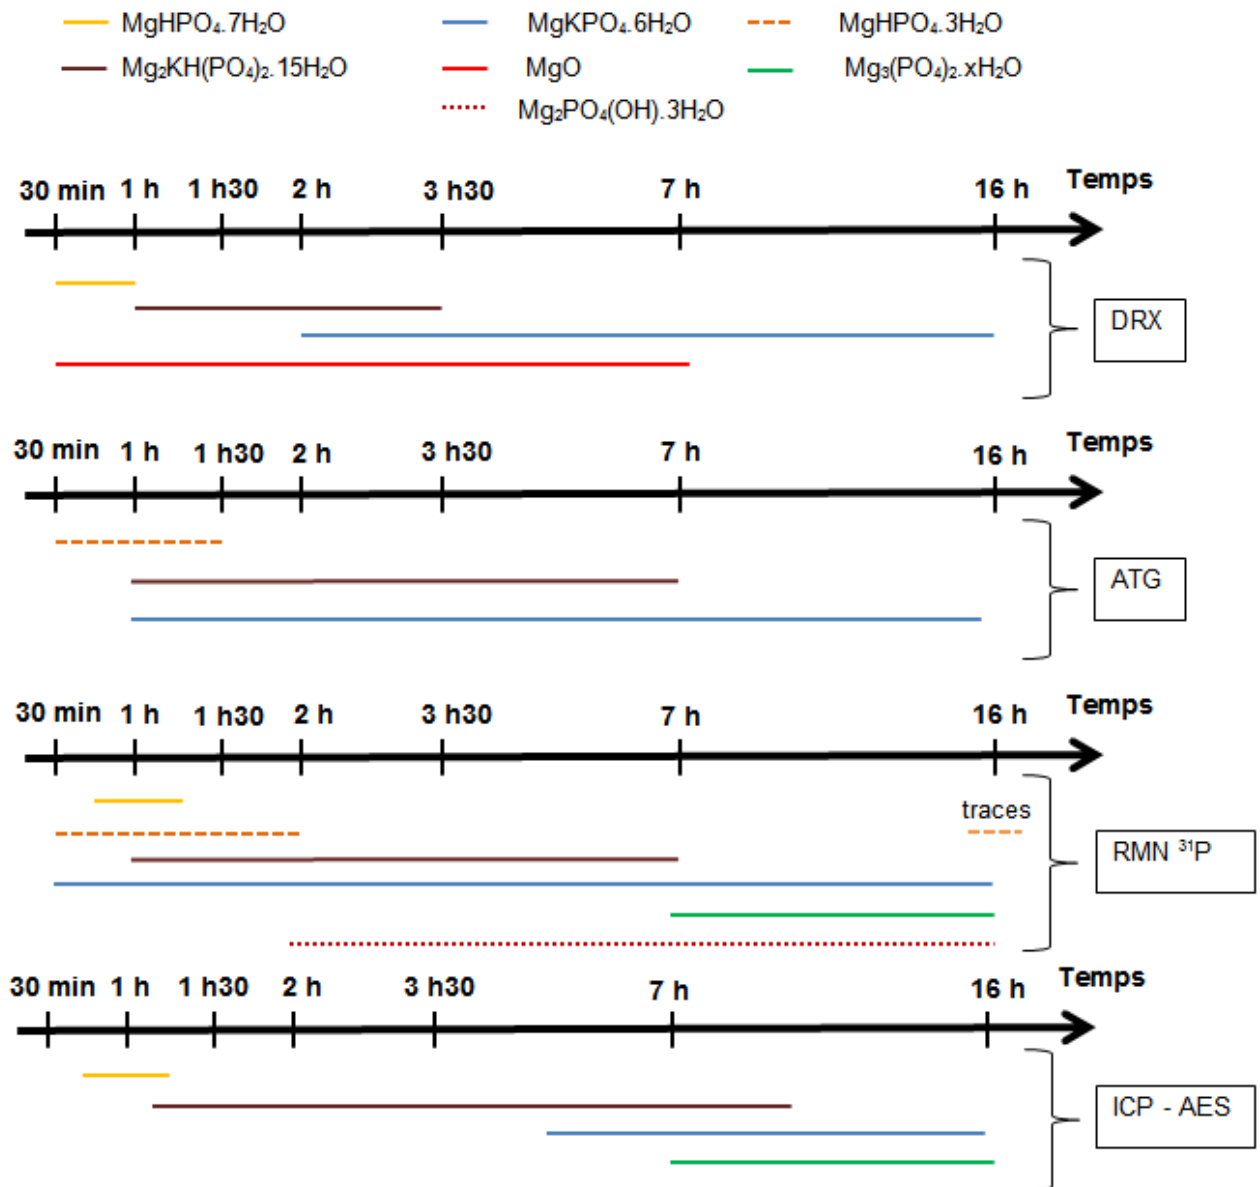 MgHPO₄.7H₂O MgKPO₄.6H₂O MgHPO₄.3H₂O
Mg₂KH(PO₄)₂.15H₂O MgO Mg₃(PO₄)₂.xH₂O
Mg₂PO₄(OH).3H₂O
30 min 1 h 1 h30 2 h 3 h30 7 h 16 h Temps
DRX
30 min 1 h 1 h30 2 h 3 h30 7 h 16 h Temps
ATG
30 min 1 h 1 h30 2 h 3 h30 7 h 16 h Temps
traces
RMN ³¹P
30 min 1 h 1 h30 2 h 3 h30 7 h 16 h Temps
ICP - AES